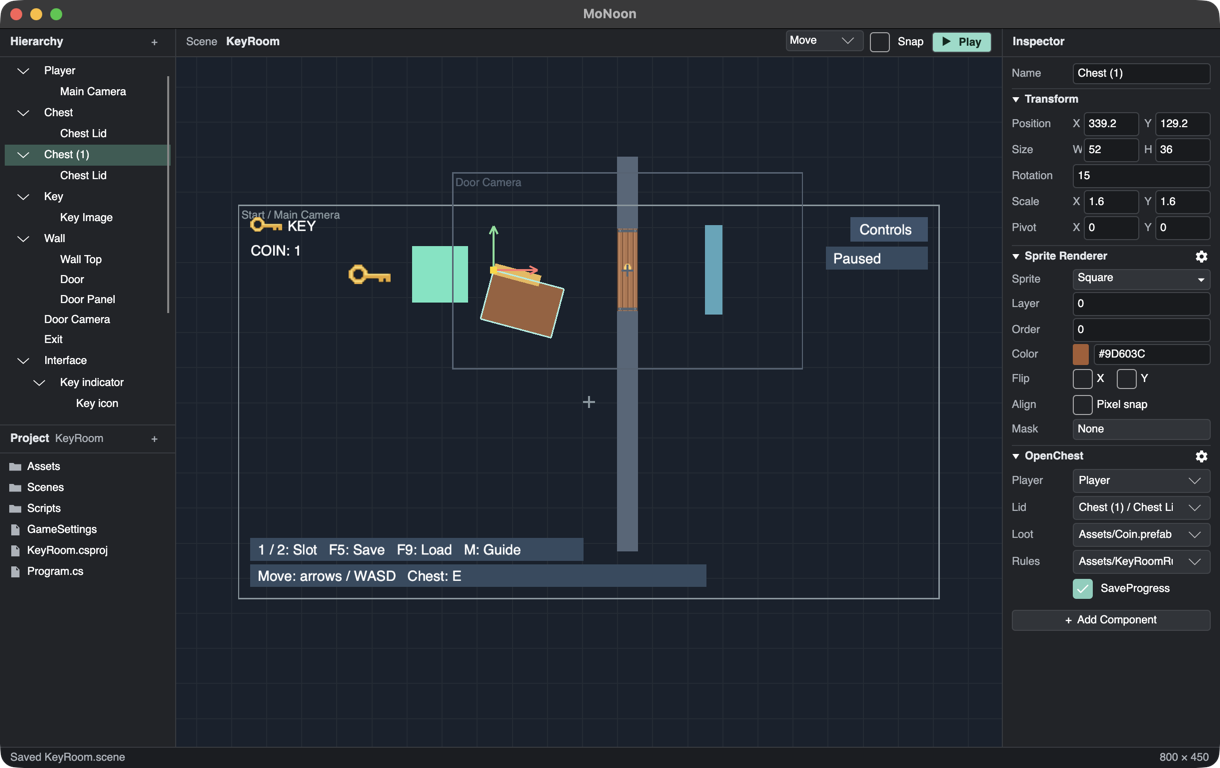 MoNoon
Hierarchy +
Player
Main Camera
Chest
Chest Lid
Chest (1)
Chest Lid
Key
Key Image
Wall
Wall Top
Door
Door Panel
Door Camera
Exit
Interface
Key indicator
Key icon
Project KeyRoom +
Assets
Scenes
Scripts
GameSettings
KeyRoom.csproj
Program.cs
Scene KeyRoom
Move Snap Play
Door Camera
Start / Main Camera
KEY
COIN: 1
Controls
Paused
1 / 2: Slot F5: Save F9: Load M: Guide
Move: arrows / WASD Chest: E
Inspector
Name Chest (1)
Transform
Position X 339.2 Y 129.2
Size W 52 H 36
Rotation 15
Scale X 1.6 Y 1.6
Pivot X 0 Y 0
Sprite Renderer
Sprite Square
Layer 0
Order 0
Color #9D603C
Flip X Y
Align Pixel snap
Mask None
OpenChest
Player Player
Lid Chest (1) / Chest Li
Loot Assets/Coin.prefab
Rules Assets/KeyRoomRu
SaveProgress
+ Add Component
Saved KeyRoom.scene
800 × 450